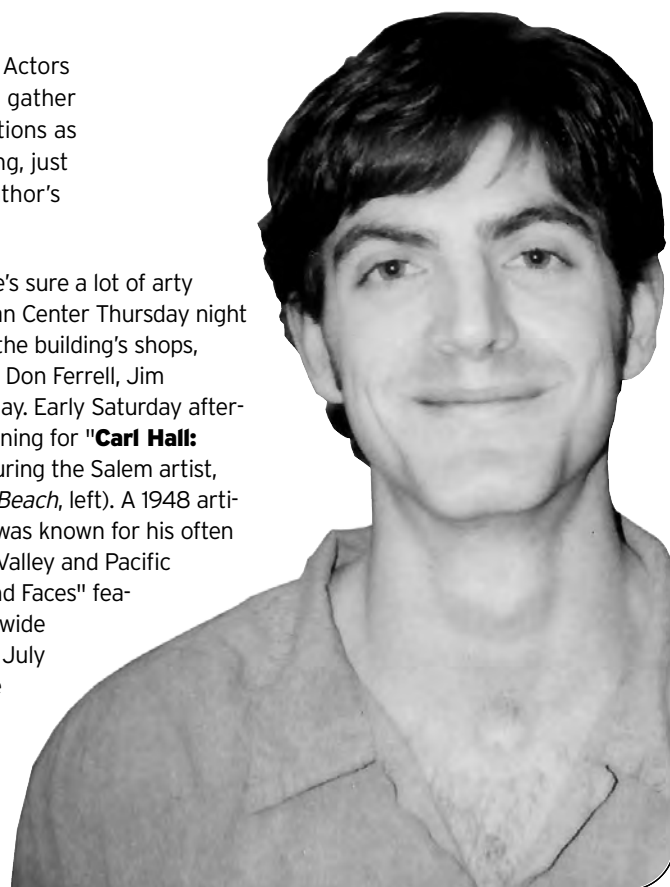 Actors
gather
tions as
ng, just
thor's
e's sure a lot of arty
an Center Thursday night
the building's shops,
Don Ferrell, Jim
ay. Early Saturday after-
ning for "Carl Hall:
uring the Salem artist,
Beach, left). A 1948 arti-
was known for his often
Valley and Pacific
d Faces" fea-
wide
July